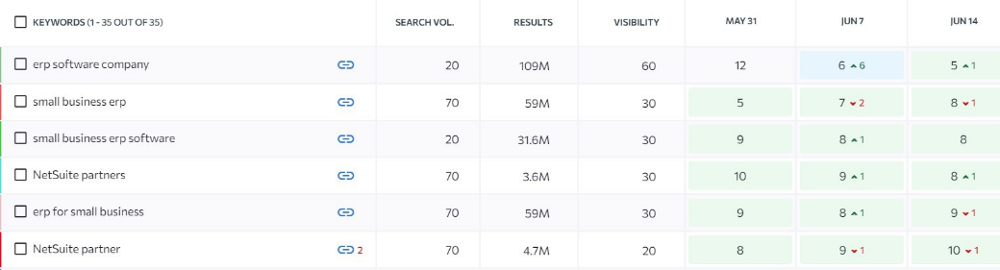 KEYWORDS (1 - 35 OUT OF 35) SEARCH VOL. RESULTS VISIBILITY MAY 31 JUN 7 JUN 14
erp software company 20 109M 60 12 6 6 5 1
small business erp 70 59M 30 5 7 2 8 1
small business erp software 20 31.6M 30 9 8 1 8
NetSuite partners 70 3.6M 30 10 9 1 8 1
erp for small business 70 59M 30 9 8 1 9 1
NetSuite partner 2 70 4.7M 20 8 9 1 10 1